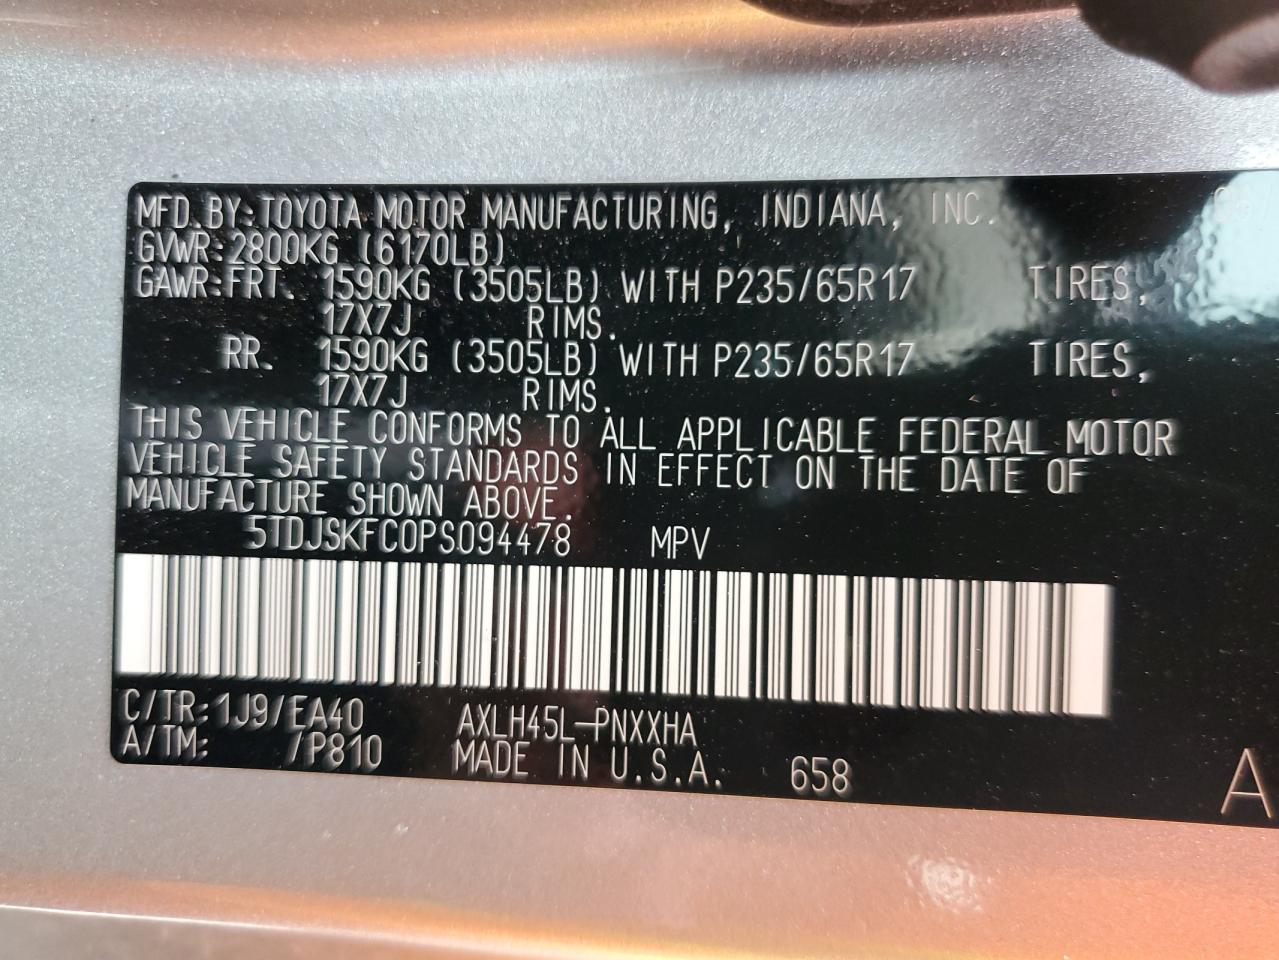 MFD. BY: TOYOTA MOTOR MANUFACTURING, INDIANA, INC.
GVWR: 2800KG (6170LB)
GAWR: FRT. 1590KG (3505LB) WITH P235/65R17 TIRES,
17X7J RIMS.
RR. 1590KG (3505LB) WITH P235/65R17 TIRES,
17X7J RIMS.
THIS VEHICLE CONFORMS TO ALL APPLICABLE FEDERAL MOTOR
VEHICLE SAFETY STANDARDS IN EFFECT ON THE DATE OF
MANUFACTURE SHOWN ABOVE.
5TDJSKFC0PS094478 MPV
C/TR: 1J9/EA40 AXLH45L-PNXXHA
A/TM: /P810 MADE IN U.S.A. 658
A